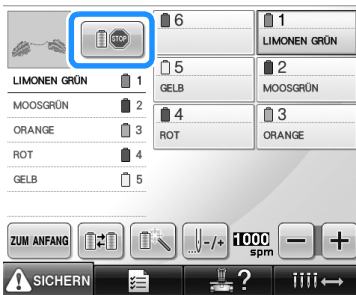 STOP
LIMONEN GRÜN 1
MOOSGRÜN 2
ORANGE 3
ROT 4
GELB 5
6
1
LIMONEN GRÜN
5
GELB
2
MOOSGRÜN
4
ROT
3
ORANGE
ZUM ANFANG
-/+
1000
spm
- +
SICHERN
?